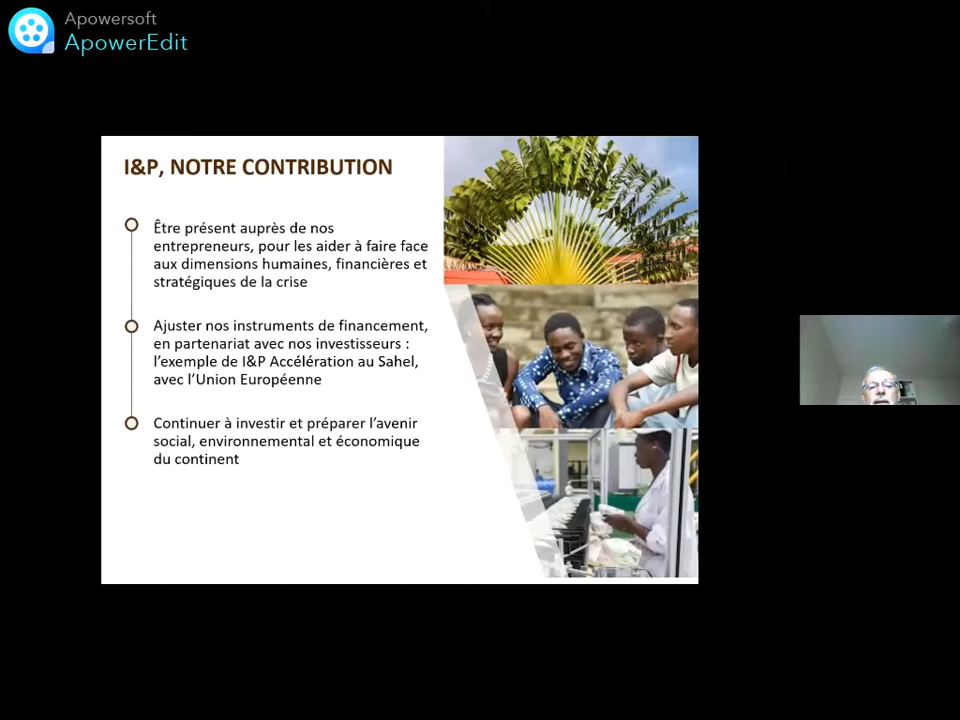 Apowersoft
ApowerEdit
I&P, NOTRE CONTRIBUTION
Être présent auprès de nos
entrepreneurs, pour les aider à faire face
aux dimensions humaines, financières et
stratégiques de la crise
Ajuster nos instruments de financement,
en partenariat avec nos investisseurs :
l’exemple de I&P Accélération au Sahel,
avec l’Union Européenne
Continuer à investir et préparer l’avenir
social, environnemental et économique
du continent